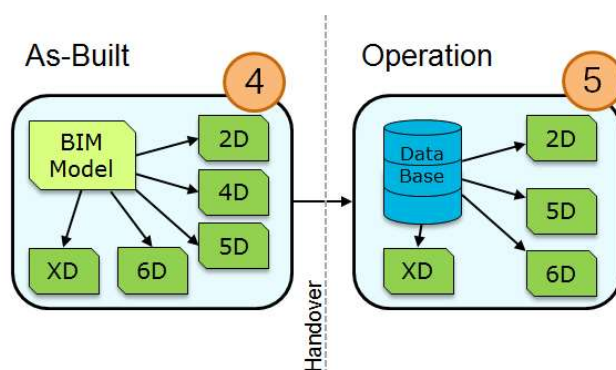 As-Built
4
BIM
Model
2D
4D
5D
XD
6D
Handover
Operation
5
Data
Base
2D
5D
XD
6D